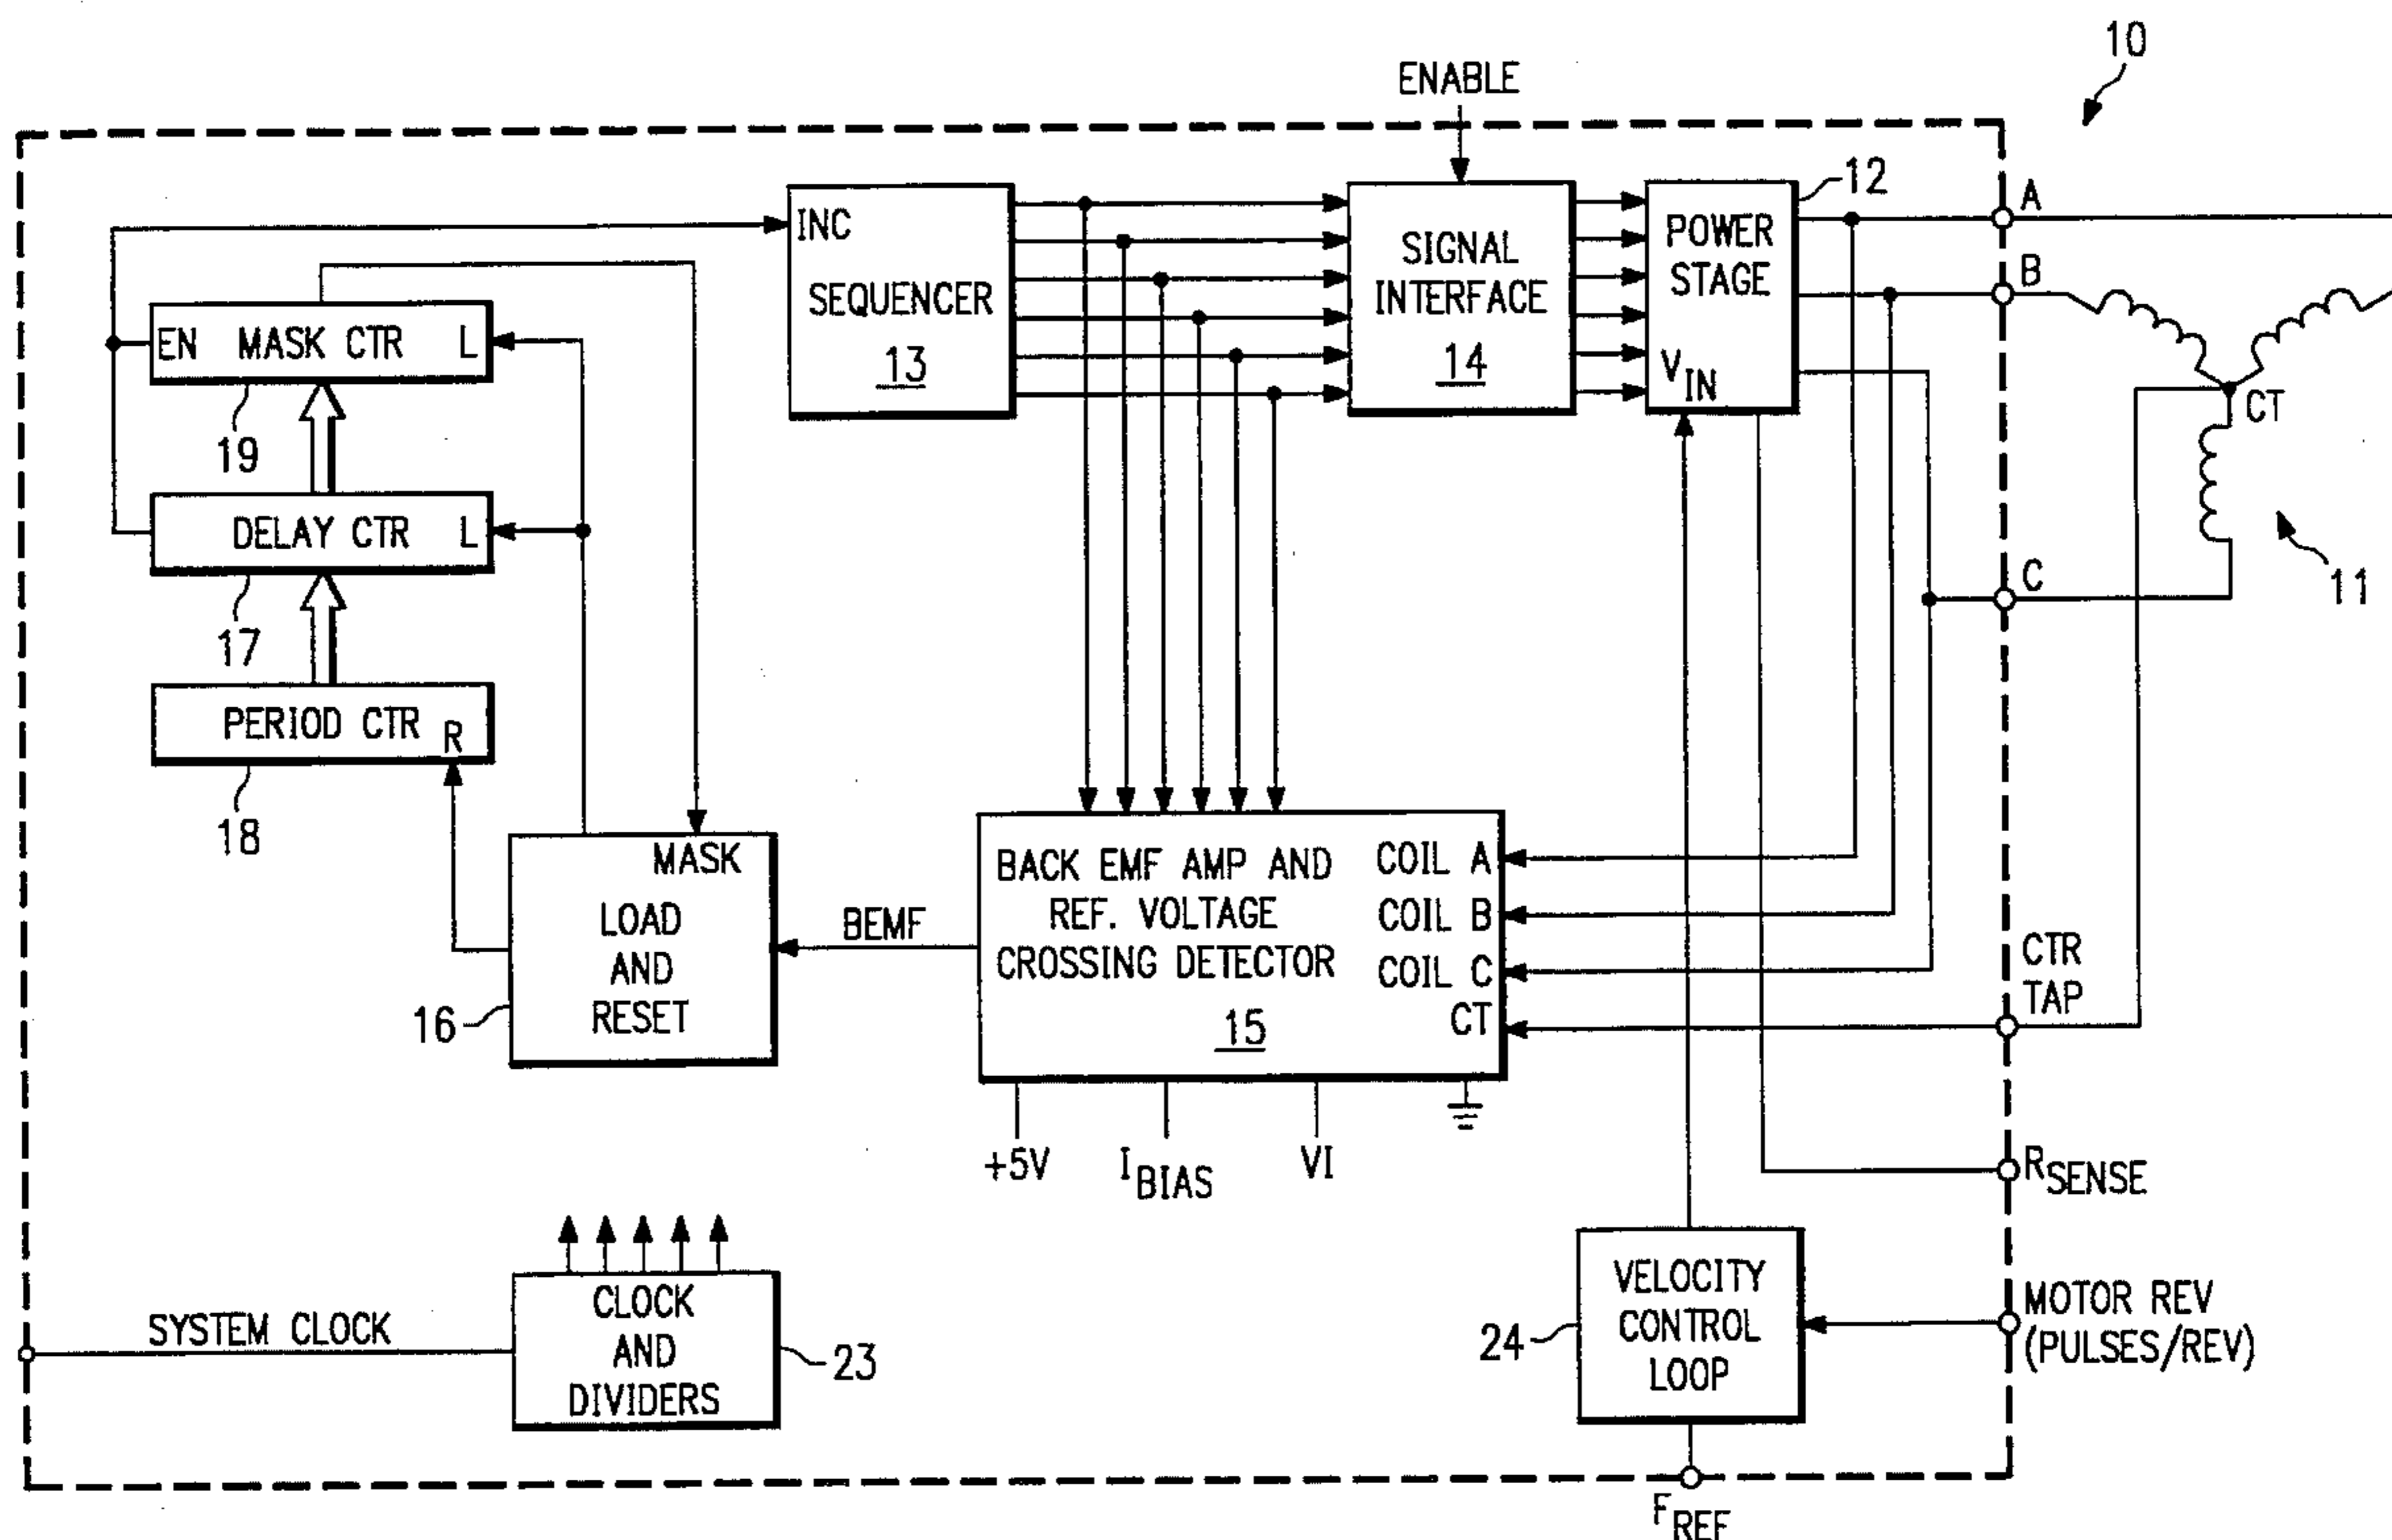 10
ENABLE
12
A
INC
SEQUENCER
13
SIGNAL
INTERFACE
14
POWER
STAGE
VIN
B
EN MASK CTR L
19
CT
DELAY CTR L
17
C
11
PERIOD CTR R
18
MASK
LOAD
AND
RESET
16
BEMF
BACK EMF AMP AND
REF. VOLTAGE
CROSSING DETECTOR
15
COIL A
COIL B
COIL C
CT
CTR
TAP
+5V
IBIAS
VI
RSENSE
SYSTEM CLOCK
CLOCK
AND
DIVIDERS
23
VELOCITY
CONTROL
LOOP
24
MOTOR REV
(PULSES/REV)
FREF